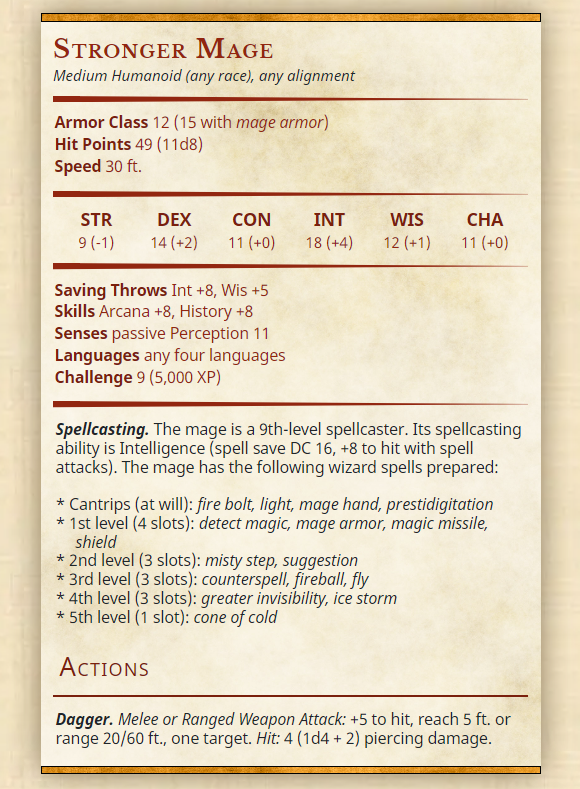 Stronger Mage
Medium Humanoid (any race), any alignment
Armor Class 12 (15 with mage armor)
Hit Points 49 (11d8)
Speed 30 ft.
STR DEX CON INT WIS CHA
9 (-1) 14 (+2) 11 (+0) 18 (+4) 12 (+1) 11 (+0)
Saving Throws Int +8, Wis +5
Skills Arcana +8, History +8
Senses passive Perception 11
Languages any four languages
Challenge 9 (5,000 XP)
Spellcasting. The mage is a 9th-level spellcaster. Its spellcasting
ability is Intelligence (spell save DC 16, +8 to hit with spell
attacks). The mage has the following wizard spells prepared:
* Cantrips (at will): fire bolt, light, mage hand, prestidigitation
* 1st level (4 slots): detect magic, mage armor, magic missile,
shield
* 2nd level (3 slots): misty step, suggestion
* 3rd level (3 slots): counterspell, fireball, fly
* 4th level (3 slots): greater invisibility, ice storm
* 5th level (1 slot): cone of cold
Actions
Dagger. Melee or Ranged Weapon Attack: +5 to hit, reach 5 ft. or
range 20/60 ft., one target. Hit: 4 (1d4 + 2) piercing damage.